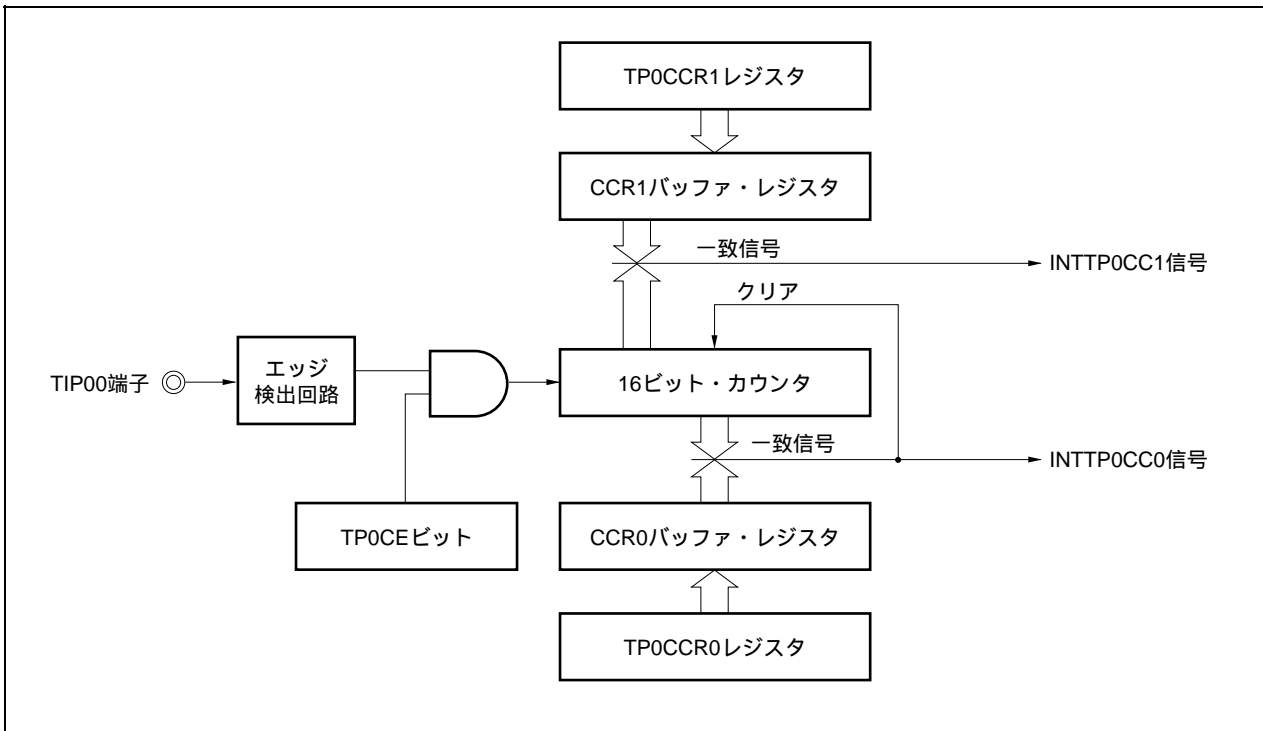 TP0CCR1レジスタ
CCR1バッファ・レジスタ
一致信号
INTTP0CC1信号
クリア
TIP00端子
エッジ
検出回路
16ビット・カウンタ
一致信号
INTTP0CC0信号
TP0CEビット
CCR0バッファ・レジスタ
TP0CCR0レジスタ